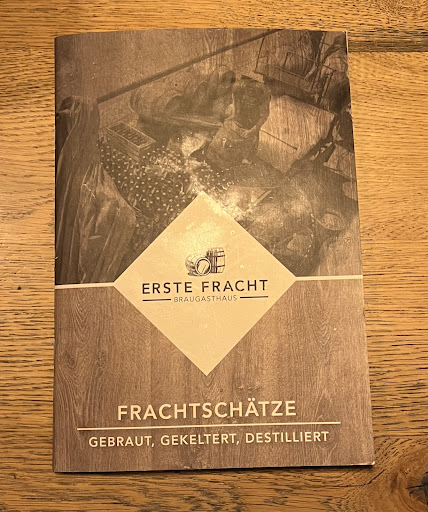 ERSTE FRACHT
BRAUGASTHAUS
FRACHTSCHÄTZE
GEBRAUT, GEKELTERT, DESTILLIERT